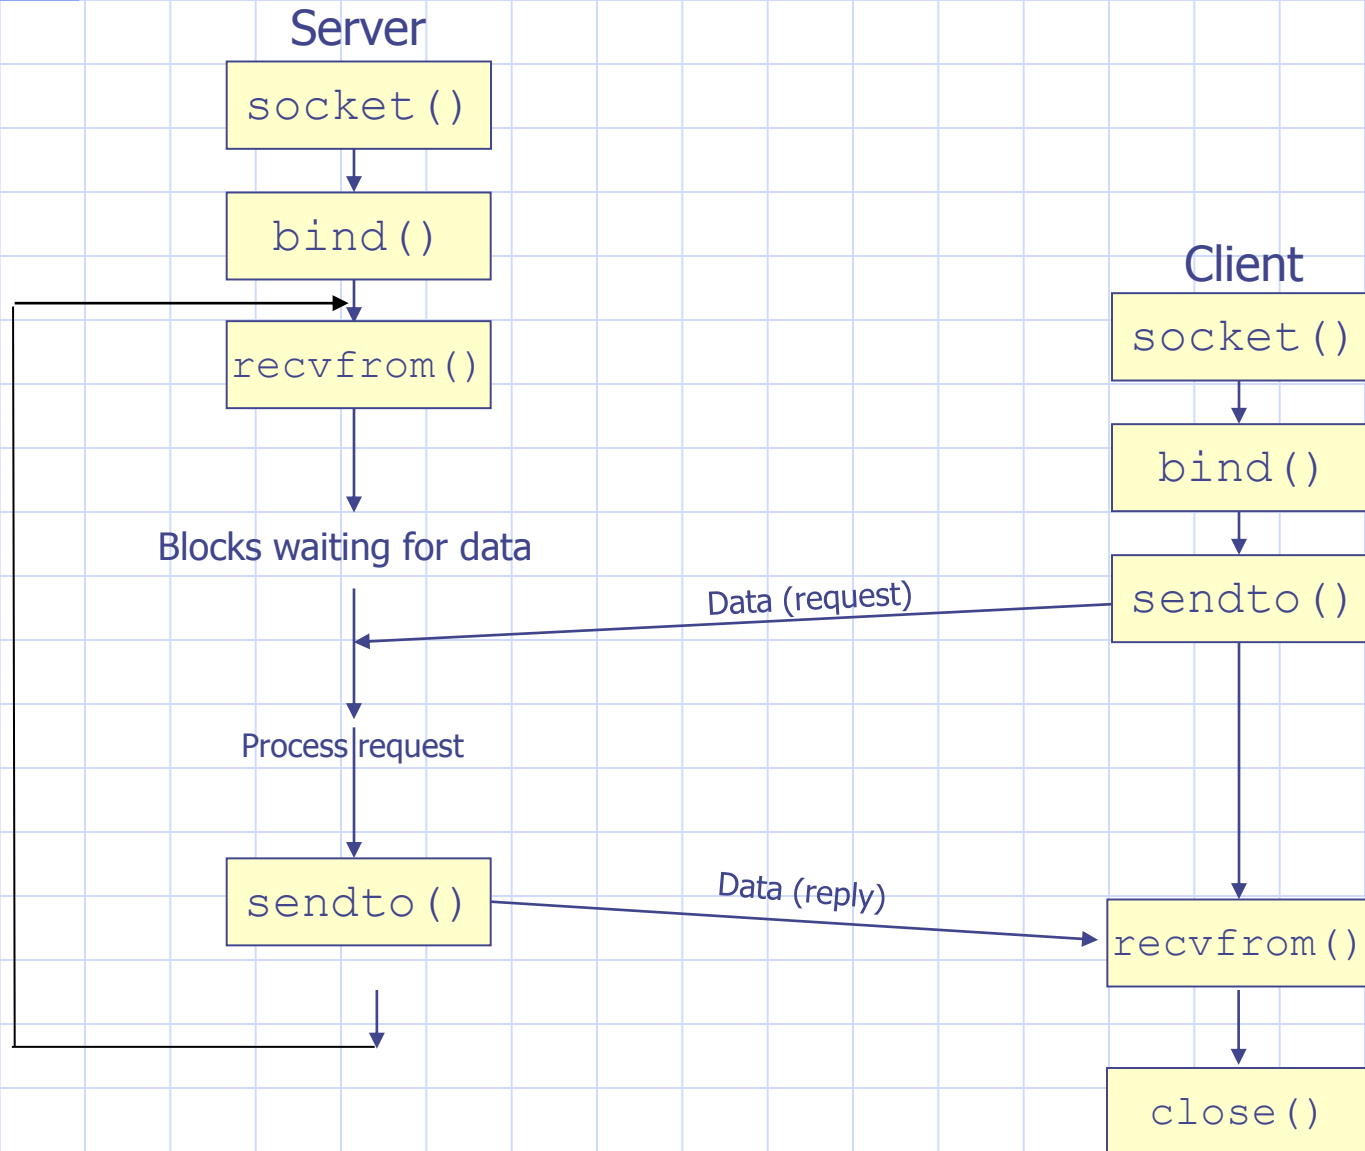 Server
socket()
bind()
recvfrom()
Blocks waiting for data
Process request
sendto()
Data (request)
Data (reply)
Client
socket()
bind()
sendto()
recvfrom()
close()